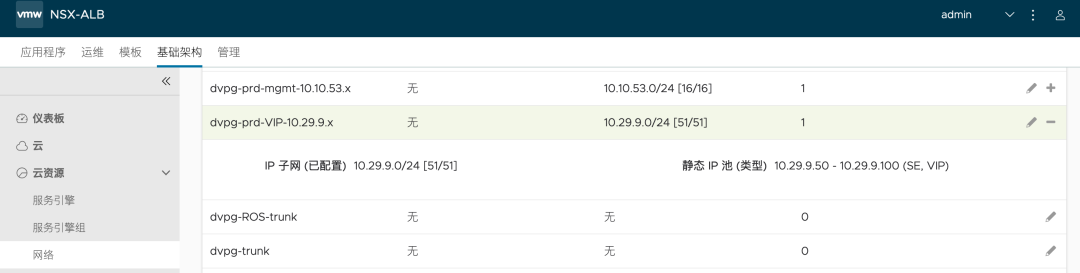 vmw NSX-ALB admin
应用程序 运维 模板 基础架构 管理
仪表板
云
云资源
服务引擎
服务引擎组
网络
dvpg-prd-mgmt-10.10.53.x 无 10.10.53.0/24 [16/16] 1
dvpg-prd-VIP-10.29.9.x 无 10.29.9.0/24 [51/51] 1
IP 子网 (已配置) 10.29.9.0/24 [51/51] 静态 IP 池 (类型) 10.29.9.50 - 10.29.9.100 (SE, VIP)
dvpg-ROS-trunk 无 无 0
dvpg-trunk 无 无 0